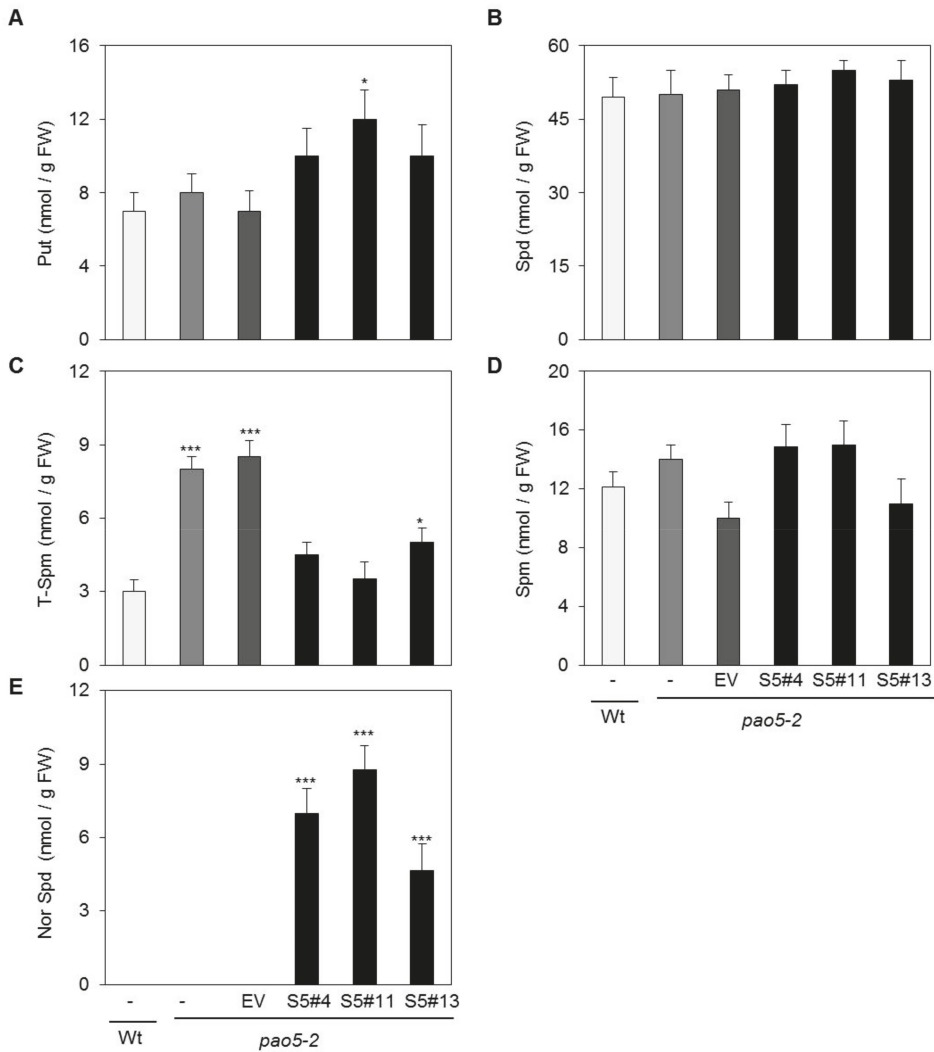 A
Put (nmol / g FW)
16
12
8
4
0
*
B
Spd (nmol / g FW)
60
45
30
15
0
C
T-Spm (nmol / g FW)
12
9
6
3
0
***
***
*
D
Spm (nmol / g FW)
20
16
12
8
4
0
- - EV S5#4 S5#11 S5#13
Wt pao5-2
E
Nor Spd (nmol / g FW)
12
9
6
3
0
***
***
***
- - EV S5#4 S5#11 S5#13
Wt pao5-2